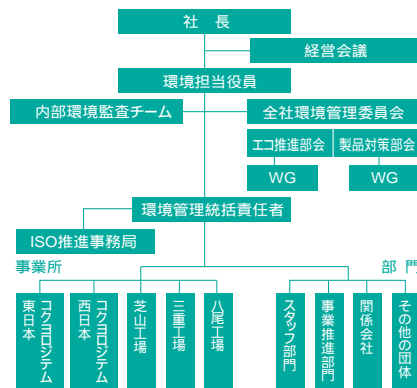 社 長
経営会議
環境担当役員
内部環境監査チーム
全社環境管理委員会
エコ推進部会
製品対策部会
WG
WG
環境管理統括責任者
ISO推進事務局
事業所
部 門
東日本
コクヨロジテム
西日本
コクヨロジテム
芝山工場
三重工場
八尾工場
スタッフ部門
事業推進部門
関係会社
その他の団体